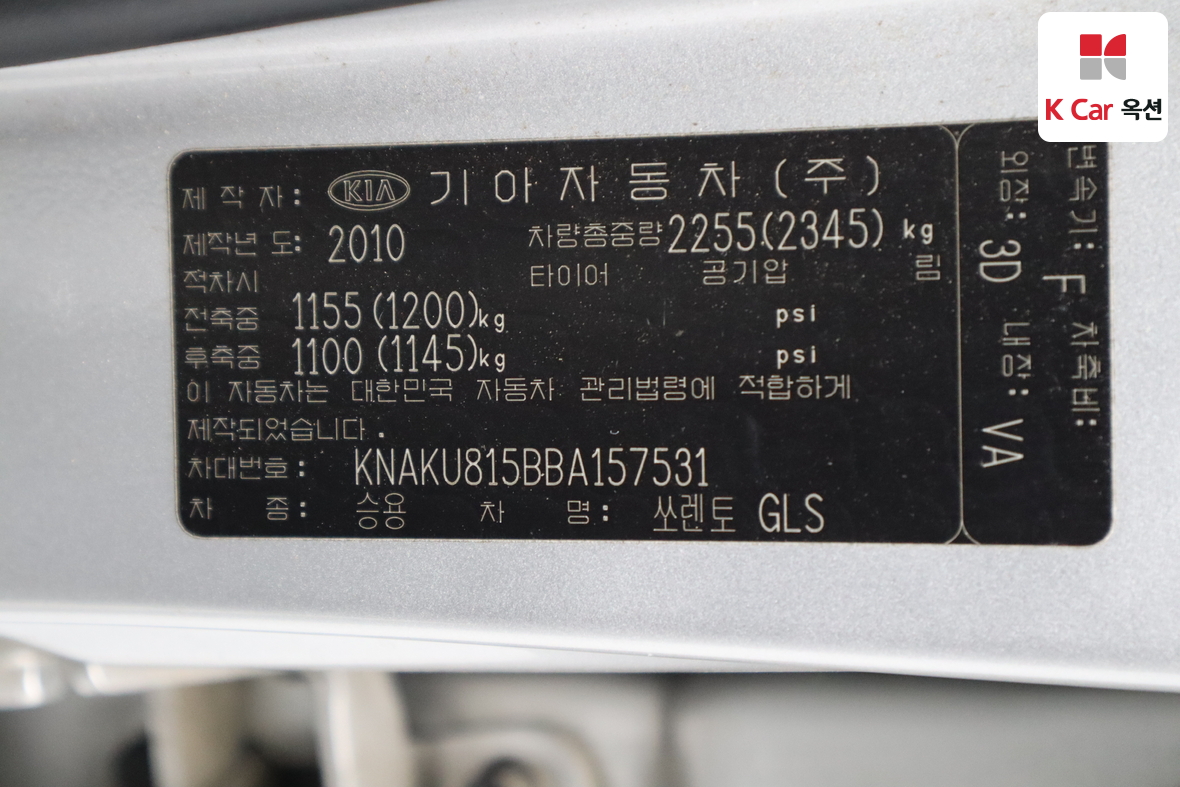 K Car 옥션
제 작 자 : KIA 기 아 자 동 차 ( 주 )
제작년 도: 2010 차량총중량 2255(2345) kg
적차시 타이어 공기압 림
전축중 1155 (1200)kg psi
후축중 1100 (1145)kg psi
이 자동차는 대한민국 자동차 관리법령에 적합하게
제작되었습니다 .
차대번호 : KNAKU815BBA157531
차 종 : 승용 차 명 : 쏘렌토 GLS
변속기: F 차축비:
외장: 3D 내장: VA